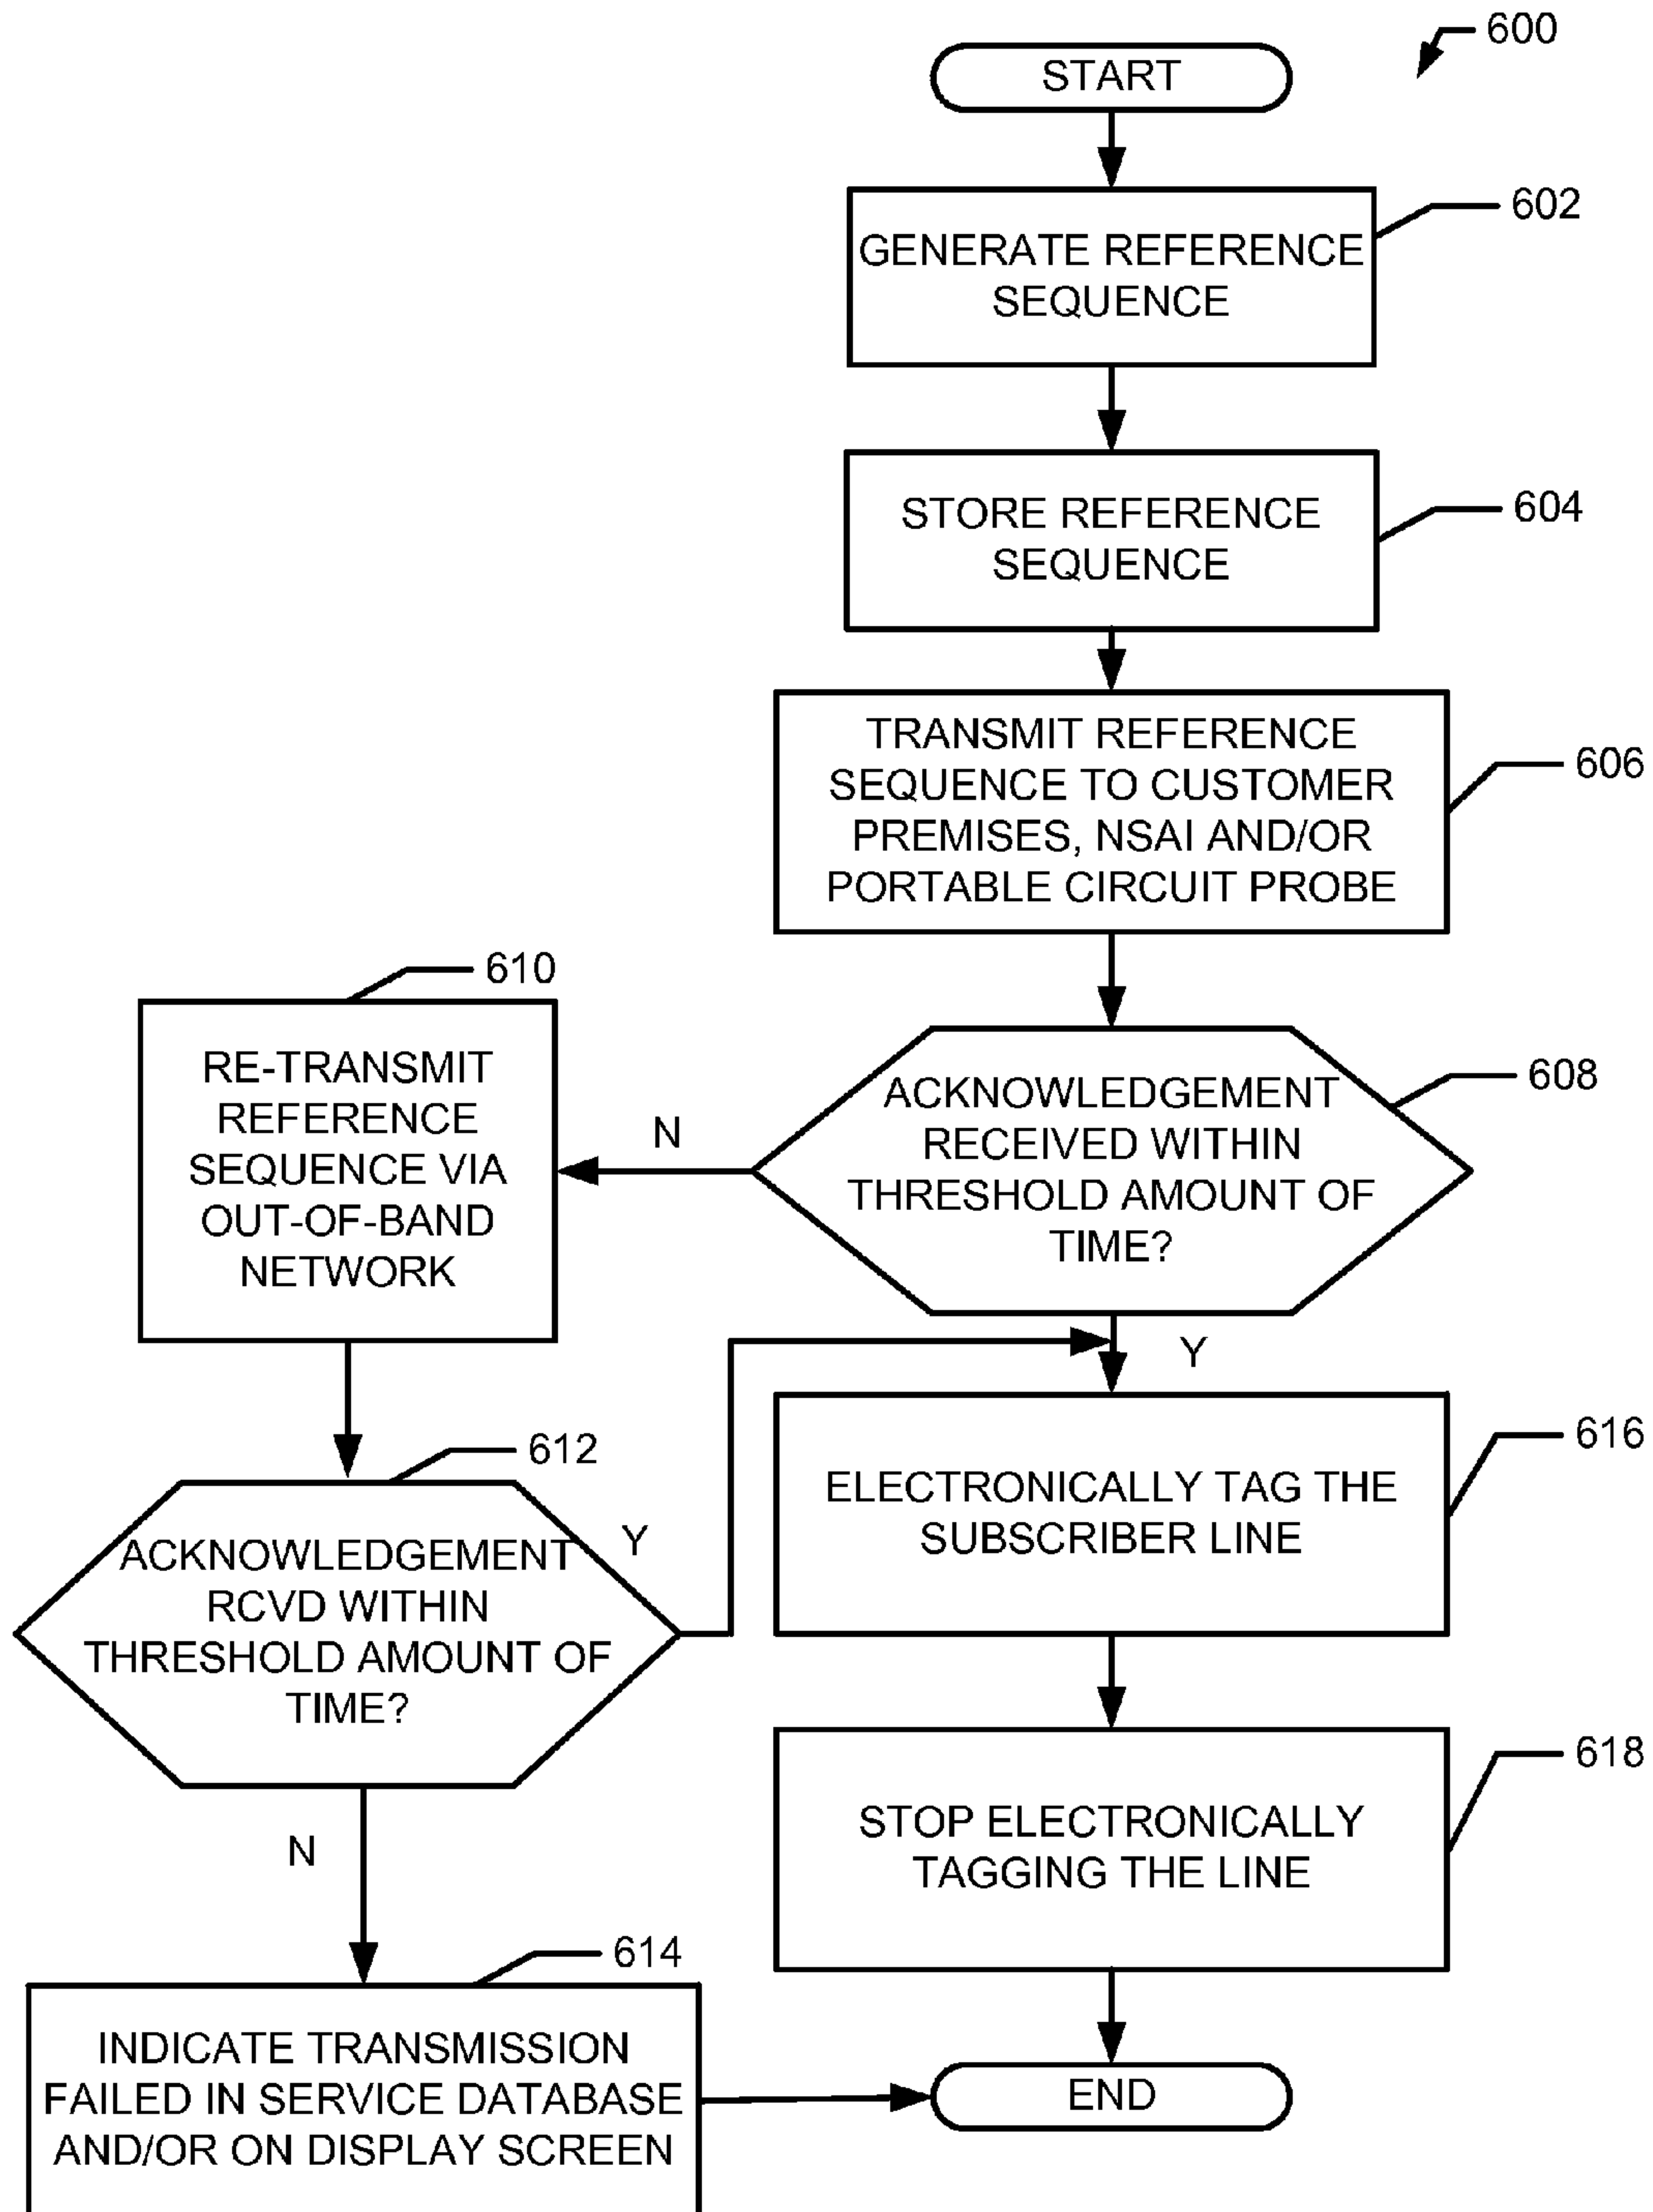 600
START
602
GENERATE REFERENCE
SEQUENCE
604
STORE REFERENCE
SEQUENCE
606
TRANSMIT REFERENCE
SEQUENCE TO CUSTOMER
PREMISES, NSAI AND/OR
PORTABLE CIRCUIT PROBE
608
ACKNOWLEDGEMENT
RECEIVED WITHIN
THRESHOLD AMOUNT OF
TIME?
N
610
RE-TRANSMIT
REFERENCE
SEQUENCE VIA
OUT-OF-BAND
NETWORK
Y
612
ACKNOWLEDGEMENT
RCVD WITHIN
THRESHOLD AMOUNT OF
TIME?
Y
616
ELECTRONICALLY TAG THE
SUBSCRIBER LINE
618
STOP ELECTRONICALLY
TAGGING THE LINE
N
614
INDICATE TRANSMISSION
FAILED IN SERVICE DATABASE
AND/OR ON DISPLAY SCREEN
END